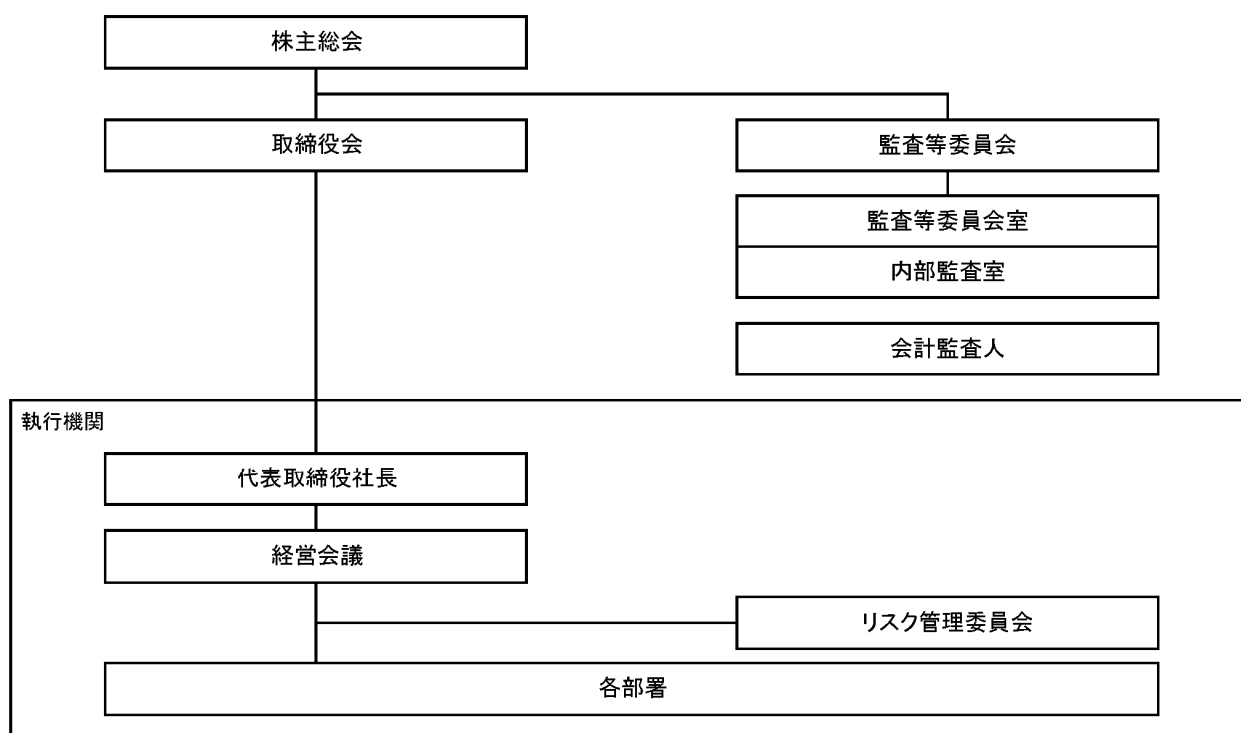 株主総会
取締役会
監査等委員会
監査等委員会室
内部監査室
会計監査人
執行機関
代表取締役社長
経営会議
リスク管理委員会
各部署